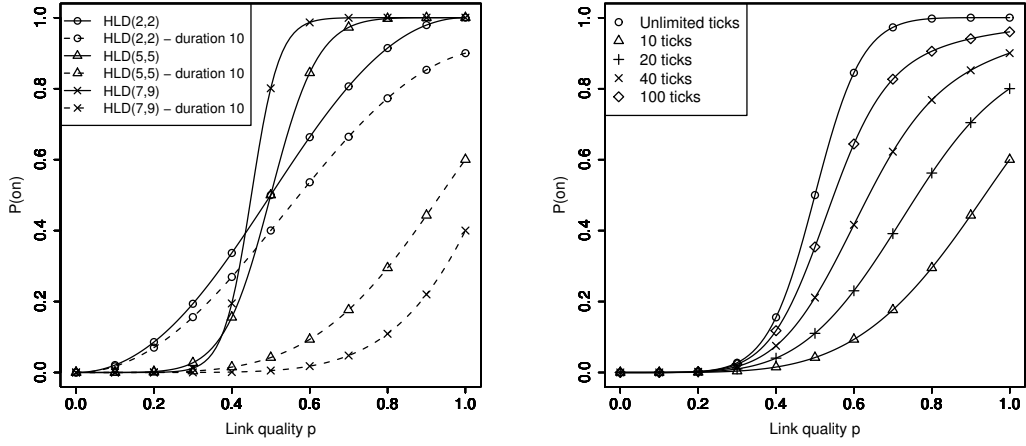 HLD(2,2)
HLD(2,2) − duration 10
HLD(5,5)
HLD(5,5) − duration 10
HLD(7,9)
HLD(7,9) − duration 10
P(on)
1.0
0.8
0.6
0.4
0.2
0.0
0.0 0.2 0.4 0.6 0.8 1.0
Link quality p
Unlimited ticks
10 ticks
20 ticks
40 ticks
100 ticks
P(on)
1.0
0.8
0.6
0.4
0.2
0.0
0.0 0.2 0.4 0.6 0.8 1.0
Link quality p